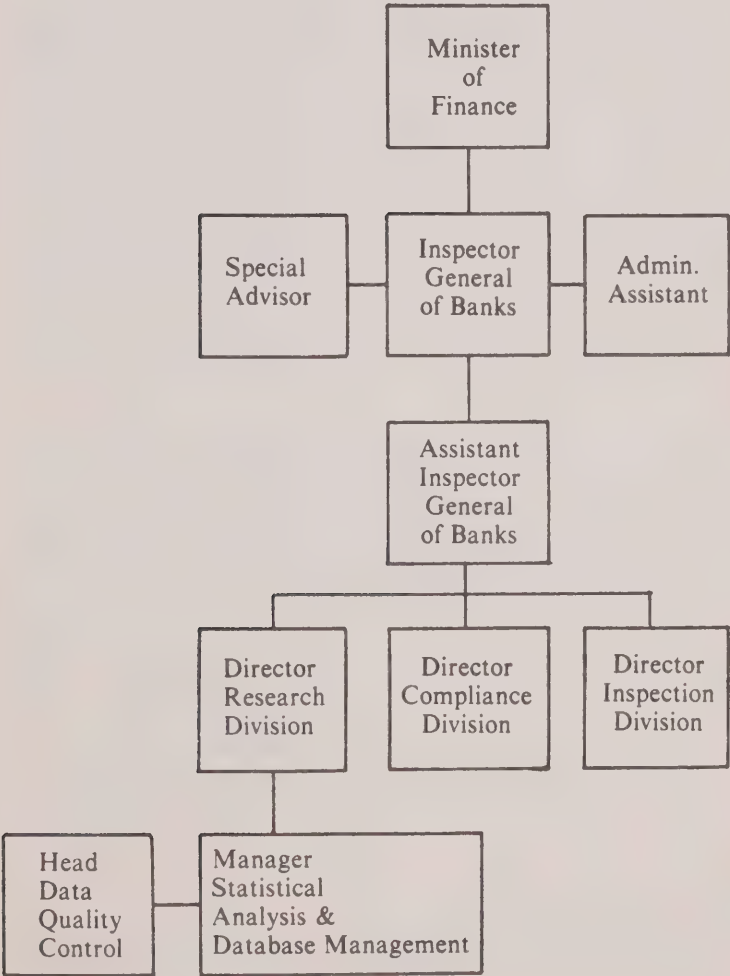 Minister
of
Finance
Special
Advisor
Inspector
General
of Banks
Admin.
Assistant
Assistant
Inspector
General
of Banks
Director
Research
Division
Director
Compliance
Division
Director
Inspection
Division
Head
Data
Quality
Control
Manager
Statistical
Analysis &
Database Management